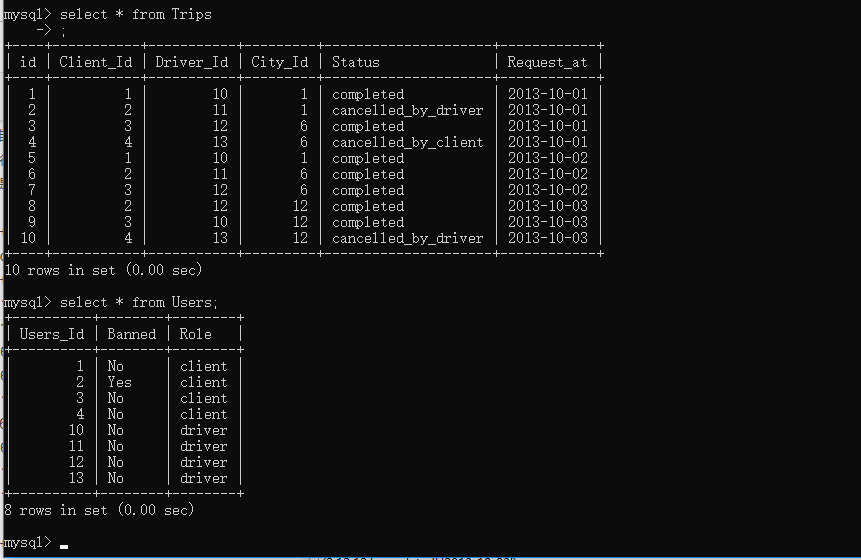 mysql> select * from Trips
    -> ;
+----+-----------+-----------+---------+---------------------+------------+
| id | Client_Id | Driver_Id | City_Id | Status              | Request_at |
+----+-----------+-----------+---------+---------------------+------------+
|  1 |         1 |        10 |       1 | completed           | 2013-10-01 |
|  2 |         2 |        11 |       1 | cancelled_by_driver | 2013-10-01 |
|  3 |         3 |        12 |       6 | completed           | 2013-10-01 |
|  4 |         4 |        13 |       6 | cancelled_by_client | 2013-10-01 |
|  5 |         1 |        10 |       1 | completed           | 2013-10-02 |
|  6 |         2 |        11 |       6 | completed           | 2013-10-02 |
|  7 |         3 |        12 |       6 | completed           | 2013-10-02 |
|  8 |         2 |        12 |      12 | completed           | 2013-10-03 |
|  9 |         3 |        10 |      12 | completed           | 2013-10-03 |
| 10 |         4 |        13 |      12 | cancelled_by_driver | 2013-10-03 |
+----+-----------+-----------+---------+---------------------+------------+
10 rows in set (0.00 sec)
mysql> select * from Users;
+----------+--------+--------+
| Users_Id | Banned | Role   |
+----------+--------+--------+
|        1 | No     | client |
|        2 | Yes    | client |
|        3 | No     | client |
|        4 | No     | client |
|       10 | No     | driver |
|       11 | No     | driver |
|       12 | No     | driver |
|       13 | No     | driver |
+----------+--------+--------+
8 rows in set (0.00 sec)
mysql> _